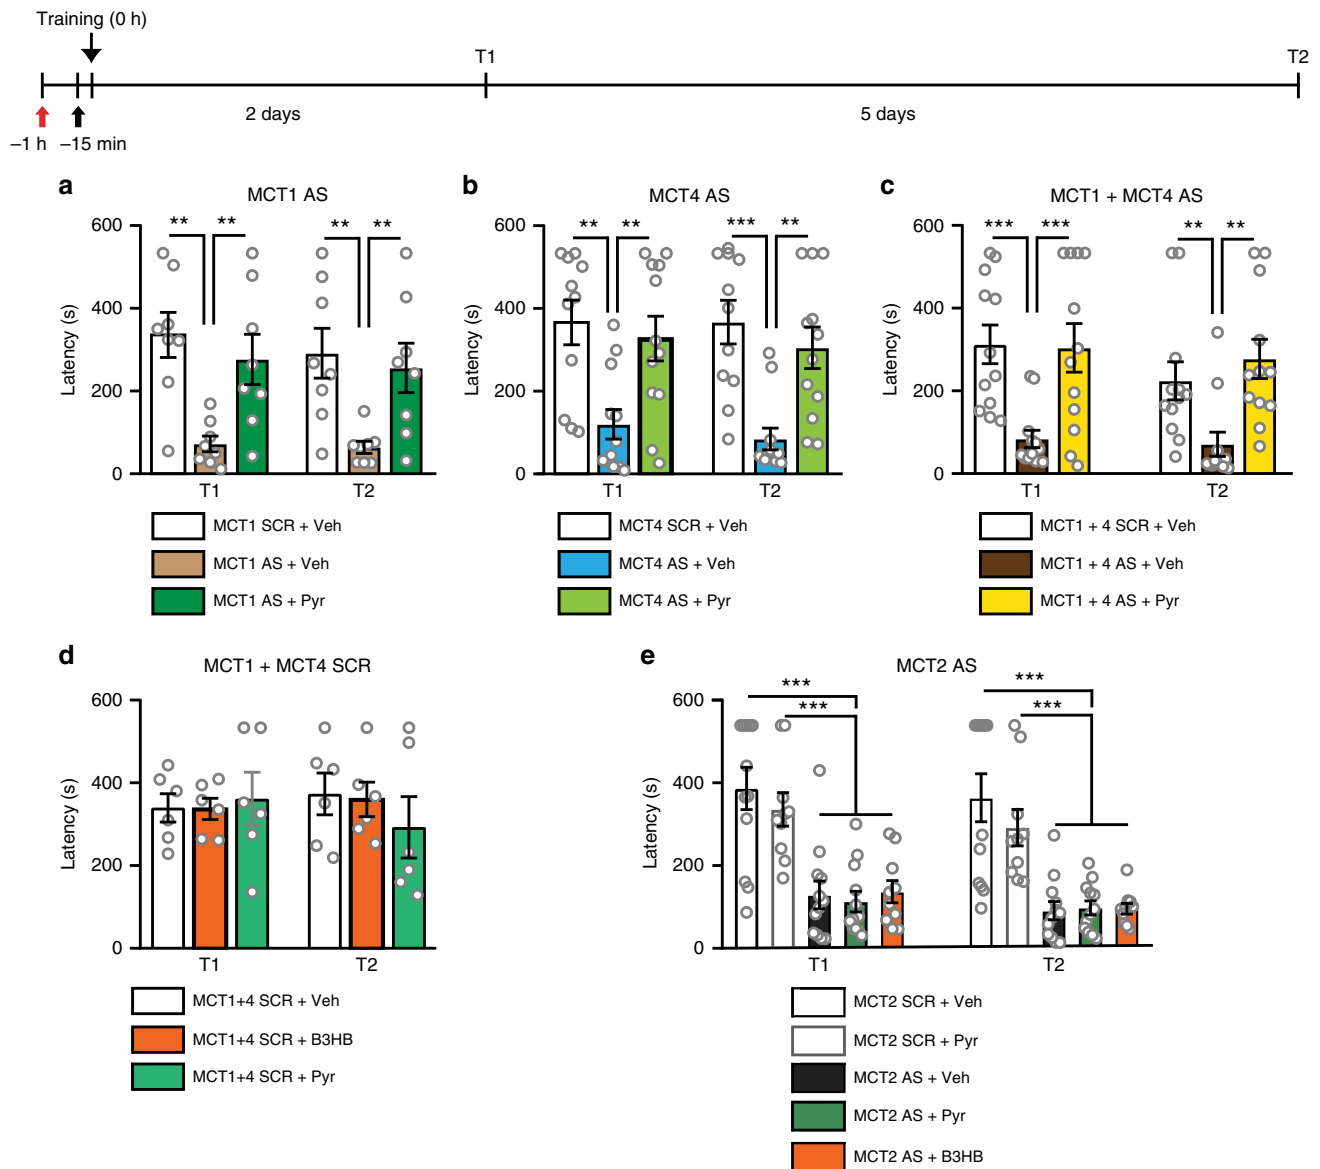 Training (0 h)
T1
T2
2 days
5 days
–1 h
–15 min
a
MCT1 AS
b
MCT4 AS
c
MCT1 + MCT4 AS
Latency (s)
600
400
200
0
**
**
**
**
T1
T2
Latency (s)
600
400
200
0
**
**
***
**
T1
T2
Latency (s)
600
400
200
0
***
***
**
**
T1
T2
MCT1 SCR + Veh
MCT1 AS + Veh
MCT1 AS + Pyr
MCT4 SCR + Veh
MCT4 AS + Veh
MCT4 AS + Pyr
MCT1 + 4 SCR + Veh
MCT1 + 4 AS + Veh
MCT1 + 4 AS + Pyr
d
MCT1 + MCT4 SCR
Latency (s)
600
400
200
0
T1
T2
MCT1+4 SCR + Veh
MCT1+4 SCR + B3HB
MCT1+4 SCR + Pyr
e
MCT2 AS
Latency (s)
600
400
200
0
***
***
***
***
T1
T2
MCT2 SCR + Veh
MCT2 SCR + Pyr
MCT2 AS + Veh
MCT2 AS + Pyr
MCT2 AS + B3HB